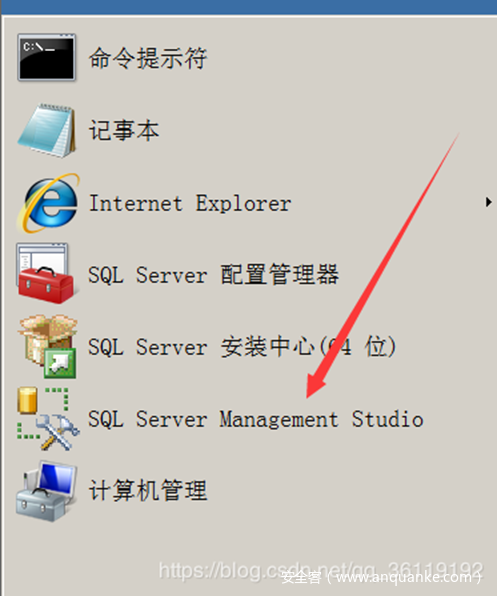 命令提示符
记事本
Internet Explorer
SQL Server 配置管理器
SQL Server 安装中心(64 位)
SQL Server Management Studio
计算机管理
https://blog.csdn.net/qq_36119192
安全客(www.anquanke.com)